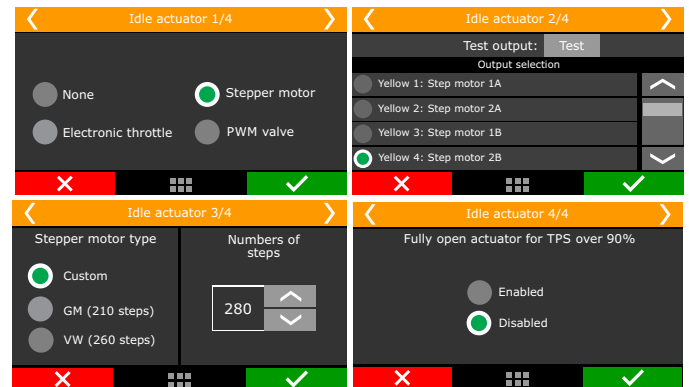 Idle actuator 1/4
None
Stepper motor
Electronic throttle
PWM valve
Idle actuator 2/4
Test output: Test
Output selection
Yellow 1: Step motor 1A
Yellow 2: Step motor 2A
Yellow 3: Step motor 1B
Yellow 4: Step motor 2B
Idle actuator 3/4
Stepper motor type
Custom
GM (210 steps)
VW (260 steps)
Numbers of
steps
280
Idle actuator 4/4
Fully open actuator for TPS over 90%
Enabled
Disabled